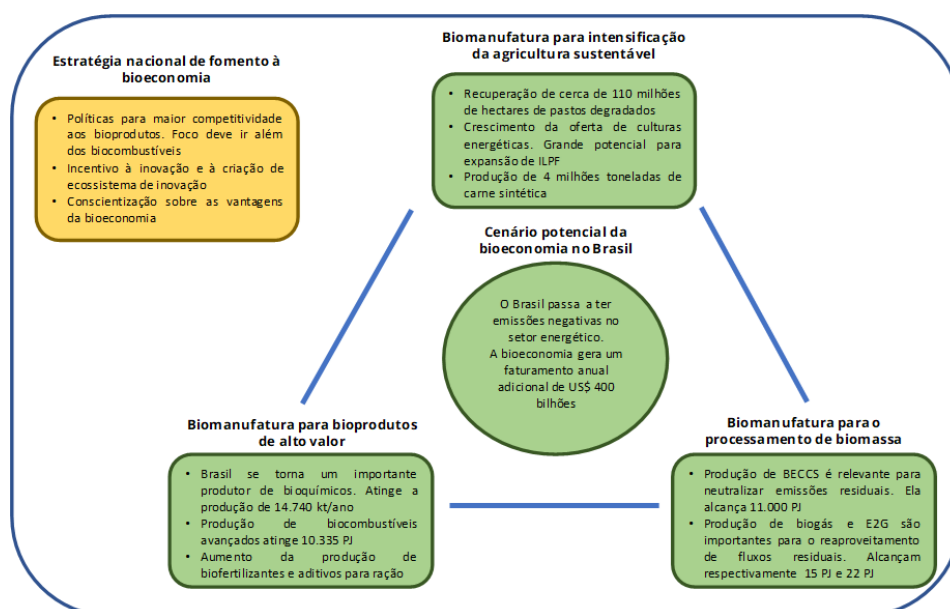 Estratégia nacional de fomento à
bioeconomia
• Políticas para maior competitividade
aos bioprodutos. Foco deve ir além
dos biocombustíveis
• Incentivo à inovação e à criação de
ecossistema de inovação
• Conscientização sobre as vantagens
da bioeconomia
Biomanufatura para intensificação
da agricultura sustentável
• Recuperação de cerca de 110 milhões
de hectares de pastos degradados
• Crescimento da oferta de culturas
energéticas. Grande potencial para
expansão de ILPF
• Produção de 4 milhões toneladas de
carne sintética
Cenário potencial da
bioeconomia no Brasil
O Brasil passa a ter
emissões negativas no
setor energético.
A bioeconomia gera um
faturamento anual
adicional de US$ 400
bilhões
Biomanufatura para bioprodutos
de alto valor
• Brasil se torna um importante
produtor de bioquímicos. Atinge a
produção de 14.740 kt/ano
• Produção de biocombustíveis
avançados atinge 10.335 PJ
• Aumento da produção de
biofertilizantes e aditivos para ração
Biomanufatura para o
processamento de biomassa
• Produção de BECCS é relevante para
neutralizar emissões residuais. Ela
alcança 11.000 PJ
• Produção de biogás e E2G são
importantes para o reaproveitamento
de fluxos residuais. Alcançam
respectivamente 15 PJ e 22 PJ